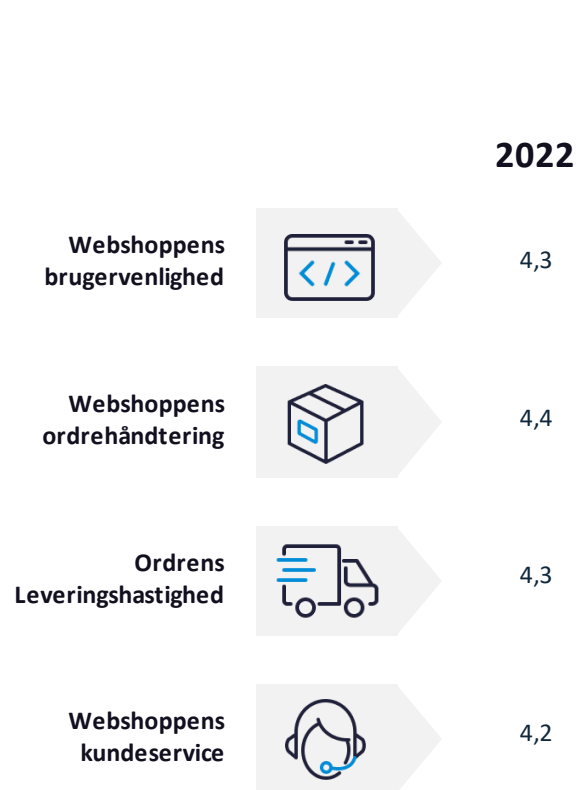 2022
Webshoppens
brugervenlighed
4,3
Webshoppens
ordrehåndtering
4,4
Ordrens
Leveringshastighed
4,3
Webshoppens
kundeservice
4,2